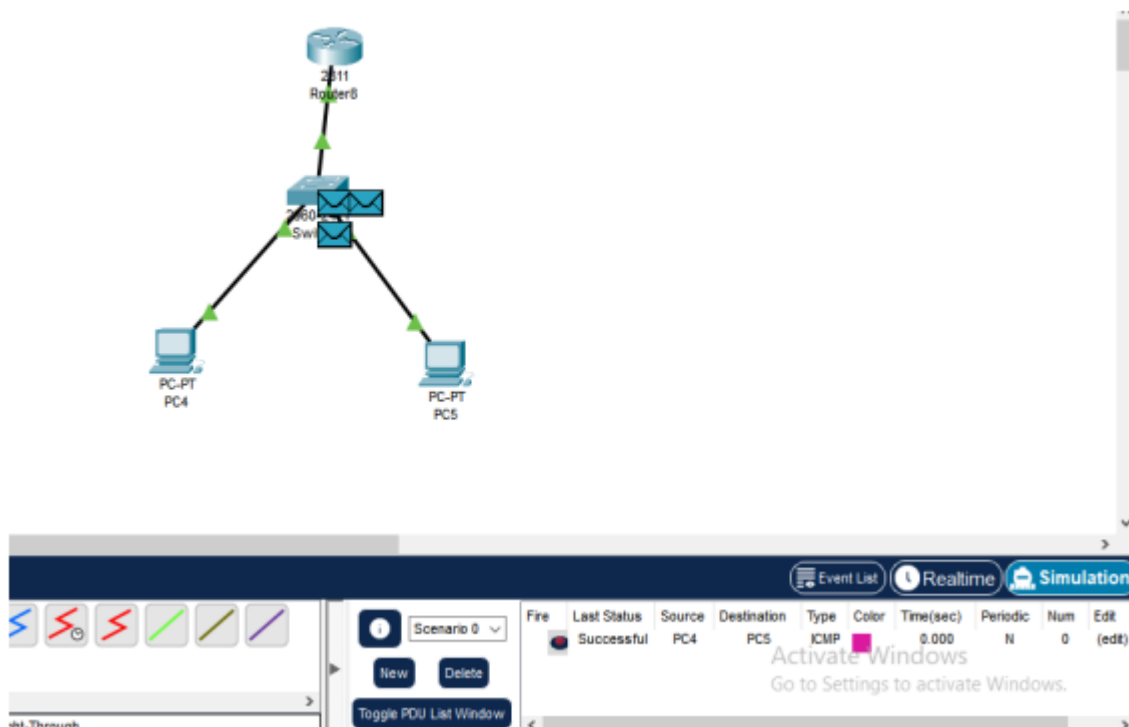 2811
Router8
Swi
PC-PT
PC4
PC-PT
PC5
Event List
Realtime
Simulation
Scenario 0
New
Delete
Toggle PDU List Window
Fire Last Status Source Destination Type Color Time(sec) Periodic Num Edit
Successful PC4 PC5 ICMP 0.000 N 0 (edit)
Activate Windows
Go to Settings to activate Windows.